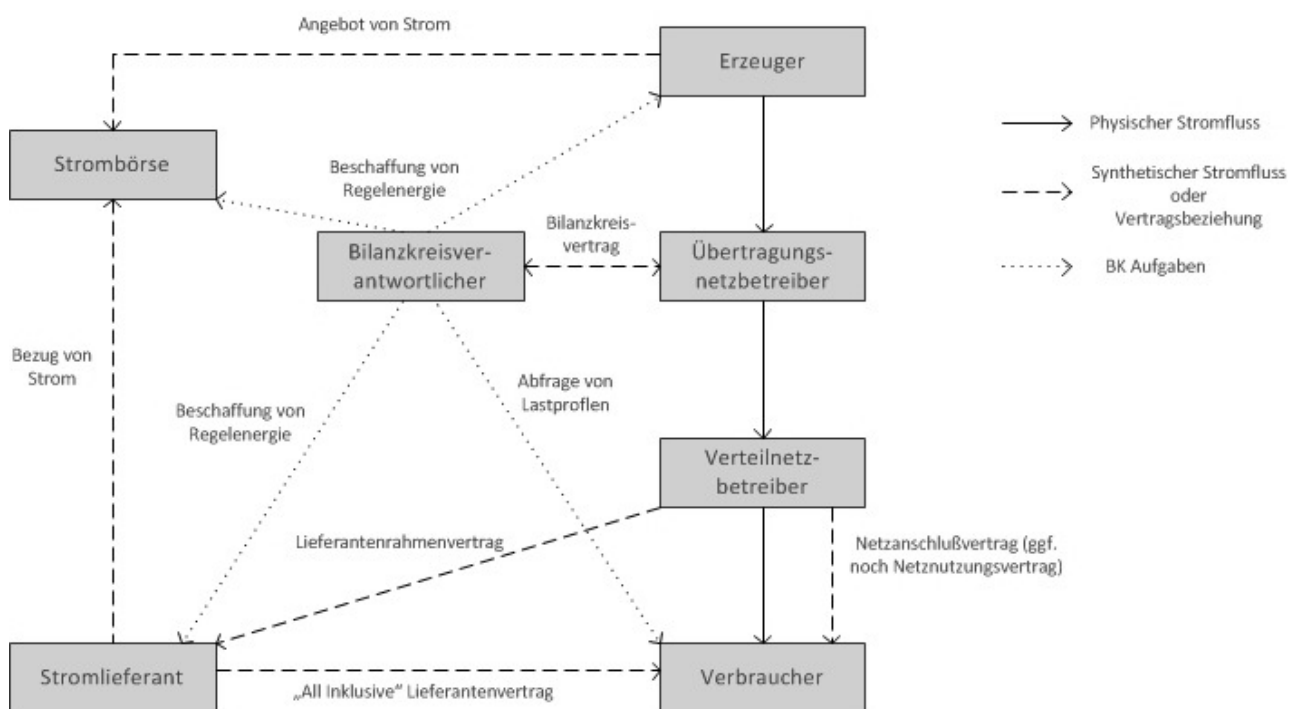 Angebot von Strom
Erzeuger
Physischer Stromfluss
Strombörse
Beschaffung von
Regelenergie
Synthetischer Stromfluss
oder
Vertragsbeziehung
Bilanzkreis-
vertrag
Bilanzkreisver-
antwortlicher
Übertragungs-
netzbetreiber
BK Aufgaben
Bezug von
Strom
Beschaffung von
Regelenergie
Abfrage von
Lastproflen
Verteilnetz-
betreiber
Lieferantenrahmenvertrag
Netzanschlußvertrag (ggf.
noch Netznutzungsvertrag)
Stromlieferant
„All Inklusive“ Lieferantenvertrag
Verbraucher